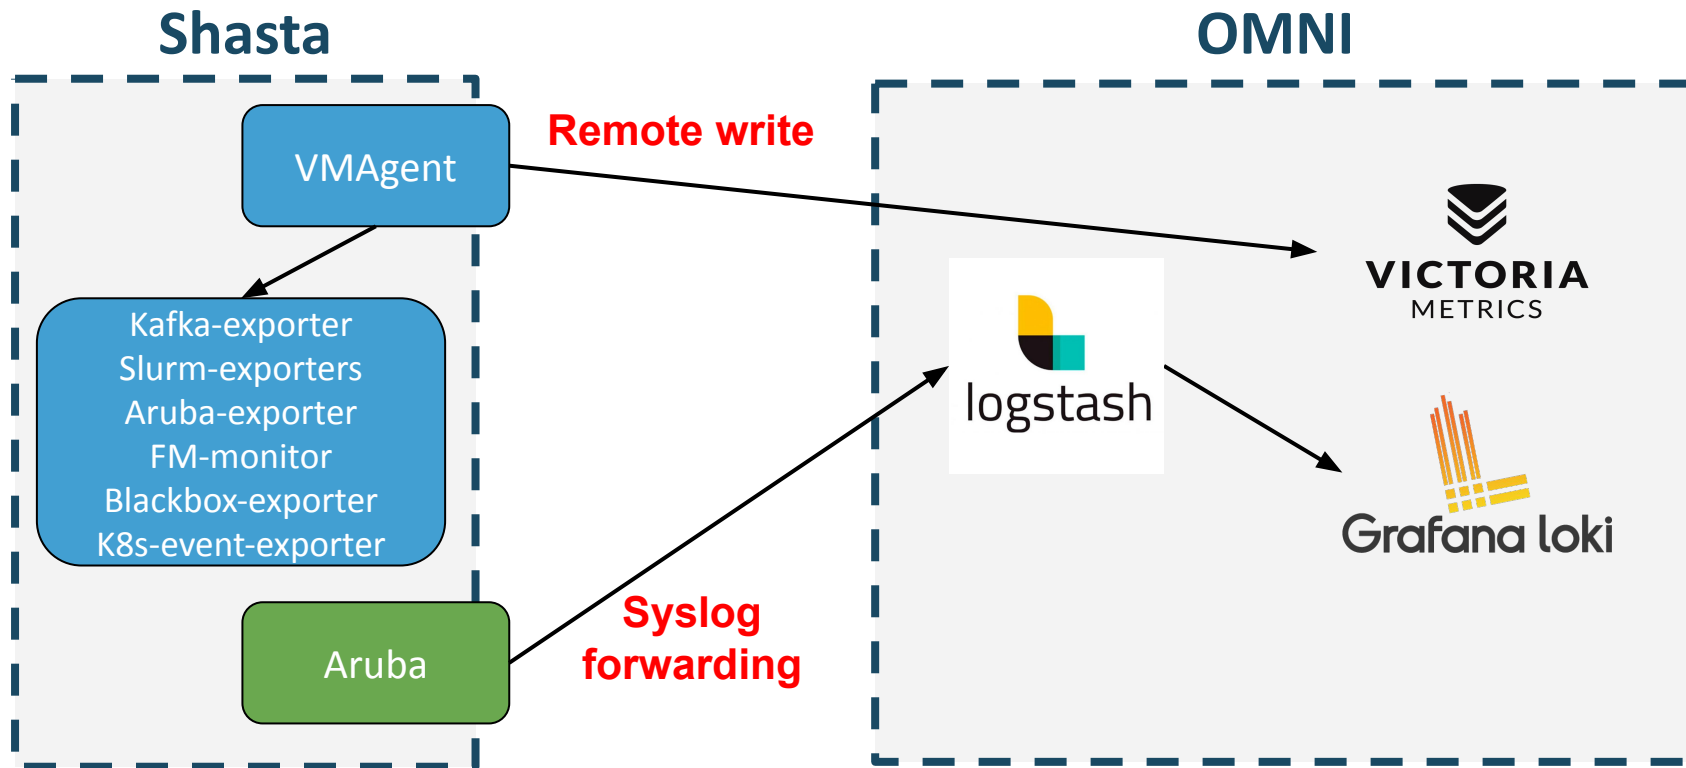 Shasta
OMNI
VMAgent
Remote write
Kafka-exporter
Slurm-exporters
Aruba-exporter
FM-monitor
Blackbox-exporter
K8s-event-exporter
Aruba
Syslog
forwarding
logstash
VICTORIA
METRICS
Grafana loki